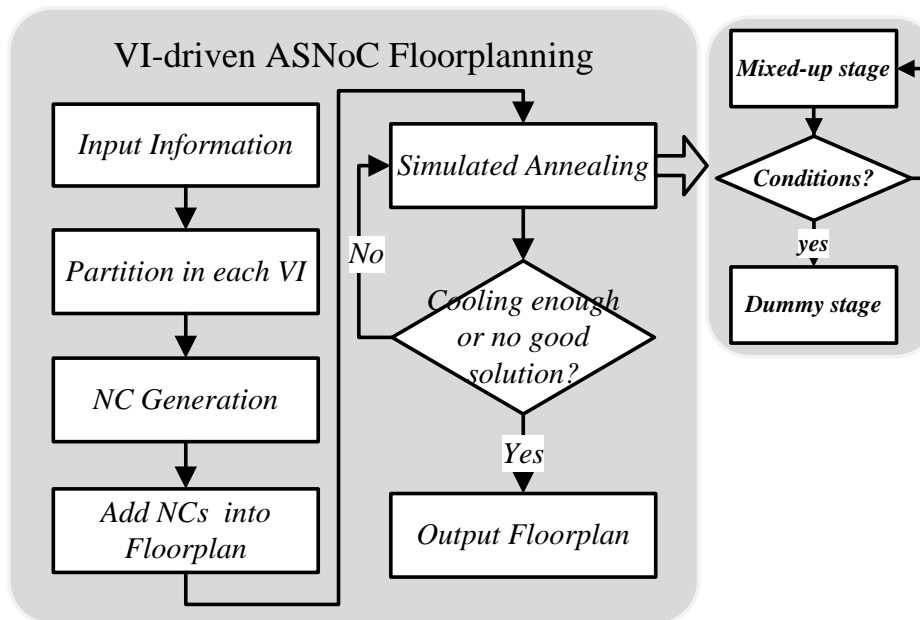 VI-driven ASNoC Floorplanning
Input Information
Partition in each VI
NC Generation
Add NCs into
Floorplan
Simulated Annealing
No
Cooling enough
or no good
solution?
Yes
Output Floorplan
Mixed-up stage
Conditions?
yes
Dummy stage